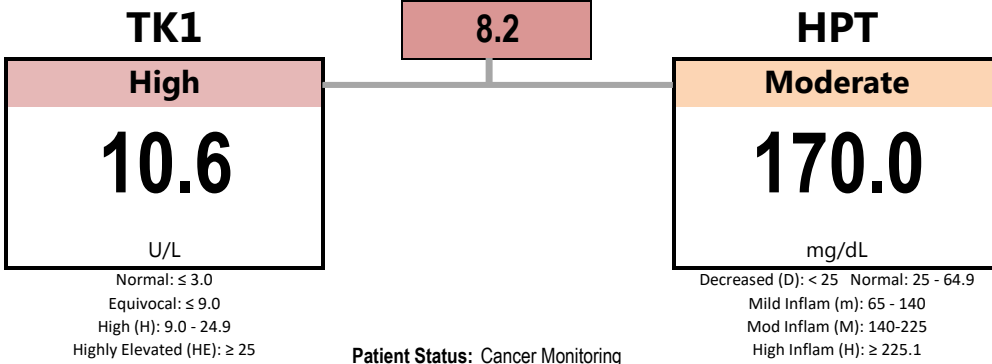 TK1
High
10.6
U/L
Normal: ≤ 3.0
Equivocal: ≤ 9.0
High (H): 9.0 - 24.9
Highly Elevated (HE): ≥ 25
8.2
HPT
Moderate
170.0
mg/dL
Decreased (D): < 25 Normal: 25 - 64.9
Mild Inflam (m): 65 - 140
Mod Inflam (M): 140-225
High Inflam (H): ≥ 225.1
Patient Status: Cancer Monitoring